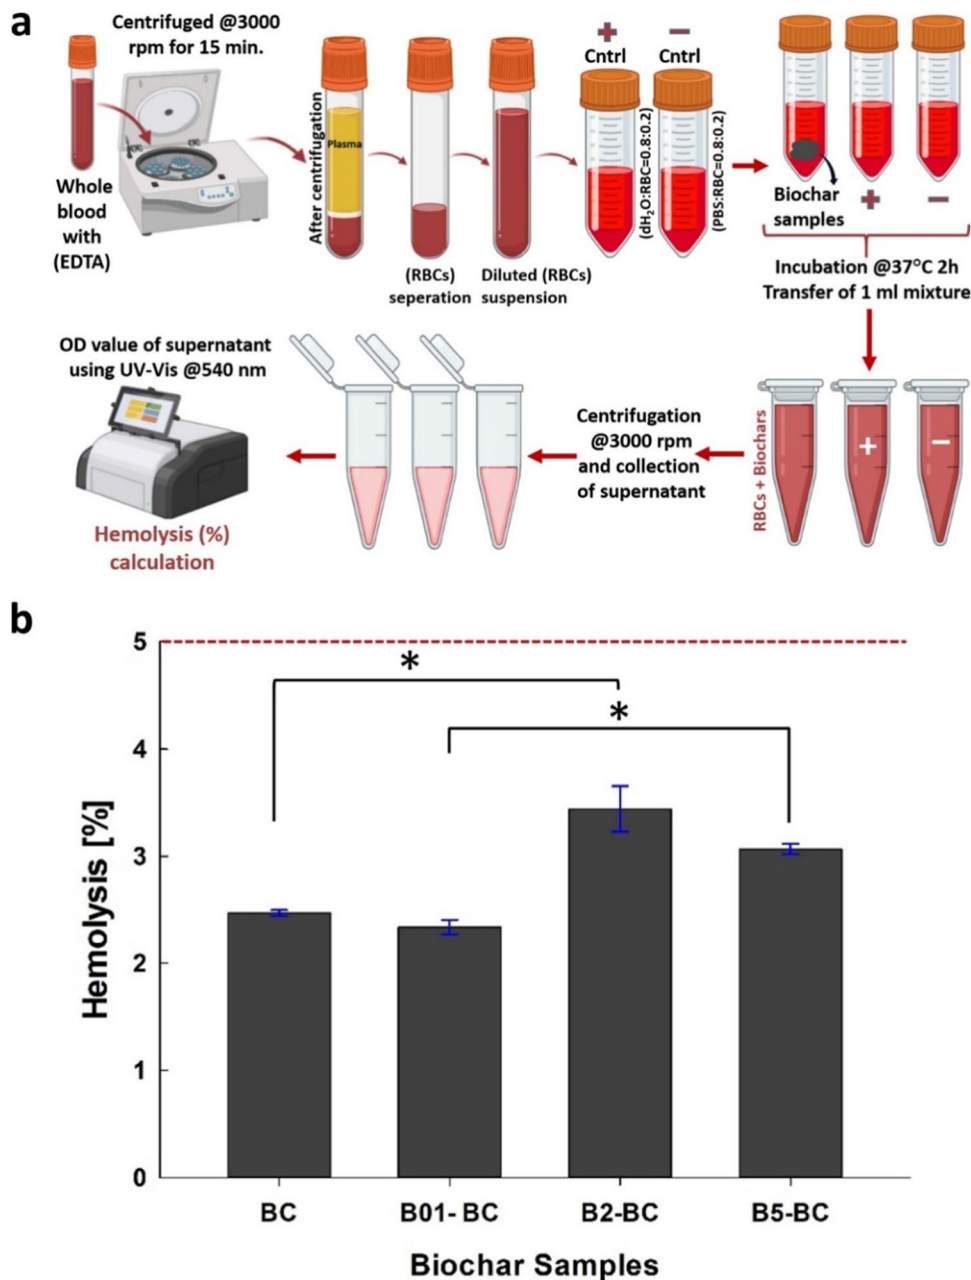 a
Centrifuged @3000
rpm for 15 min.
Whole
blood
with
(EDTA)
After centrifugation
Plasma
(RBCs)
seperation
Diluted (RBCs)
suspension
+
Cntrl
−
Cntrl
(dH₂O:RBC=0.8:0.2)
(PBS:RBC=0.8:0.2)
Biochar
samples
+
−
Incubation @37°C 2h
Transfer of 1 ml mixture
RBCs + Biochars
+
−
Centrifugation
@3000 rpm
and collection
of supernatant
OD value of supernatant
using UV-Vis @540 nm
Hemolysis (%)
calculation
b
Hemolysis [%]
5
4
3
2
1
0
*
*
BC
B01- BC
B2-BC
B5-BC
Biochar Samples